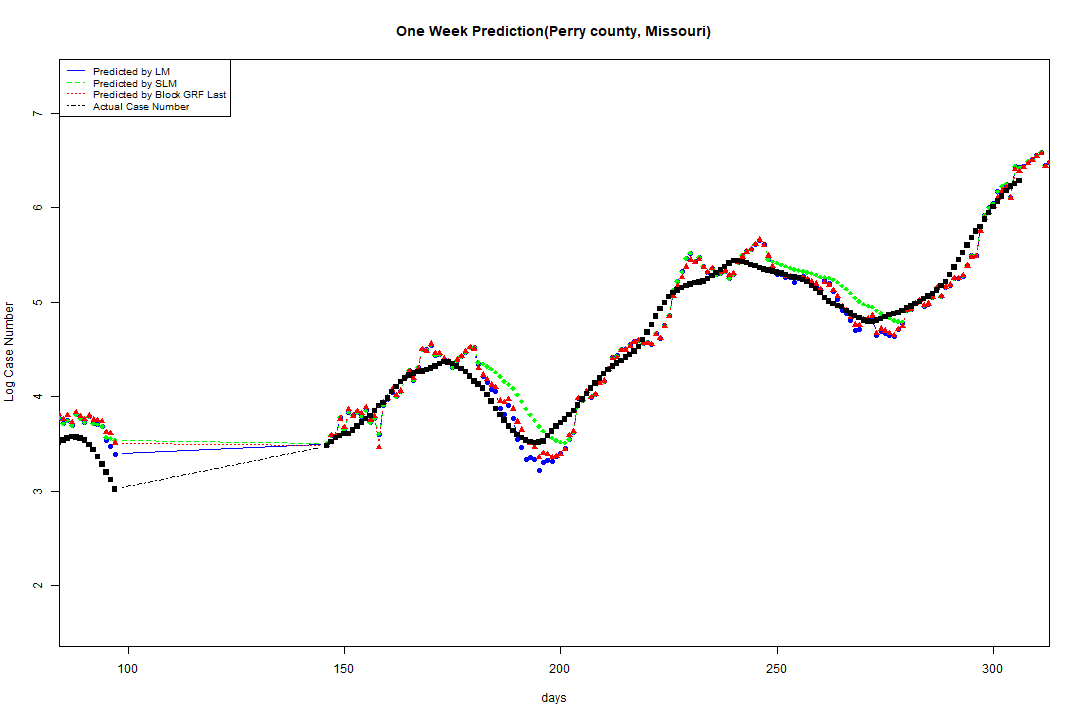 One Week Prediction(Perry county, Missouri)
Predicted by LM
Predicted by SLM
Predicted by Block GRF Last
Actual Case Number
7
6
5
4
3
2
Log Case Number
100 150 200 250 300
days